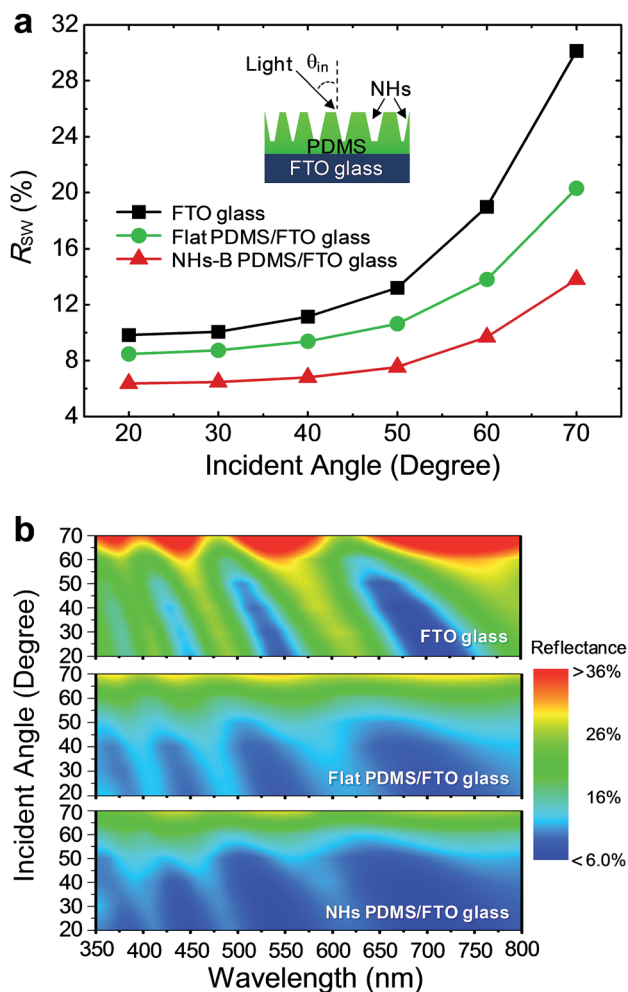 a
32
28
24
20
16
12
8
4
R_SW (%)
Light θ_in
NHs
PDMS
FTO glass
FTO glass
Flat PDMS/FTO glass
NHs-B PDMS/FTO glass
20 30 40 50 60 70
Incident Angle (Degree)
b
Incident Angle (Degree)
70
60
50
40
30
20
FTO glass
70
60
50
40
30
20
Flat PDMS/FTO glass
70
60
50
40
30
20
NHs PDMS/FTO glass
Reflectance
>36%
26%
16%
<6.0%
350 400 450 500 550 600 650 700 750 800
Wavelength (nm)